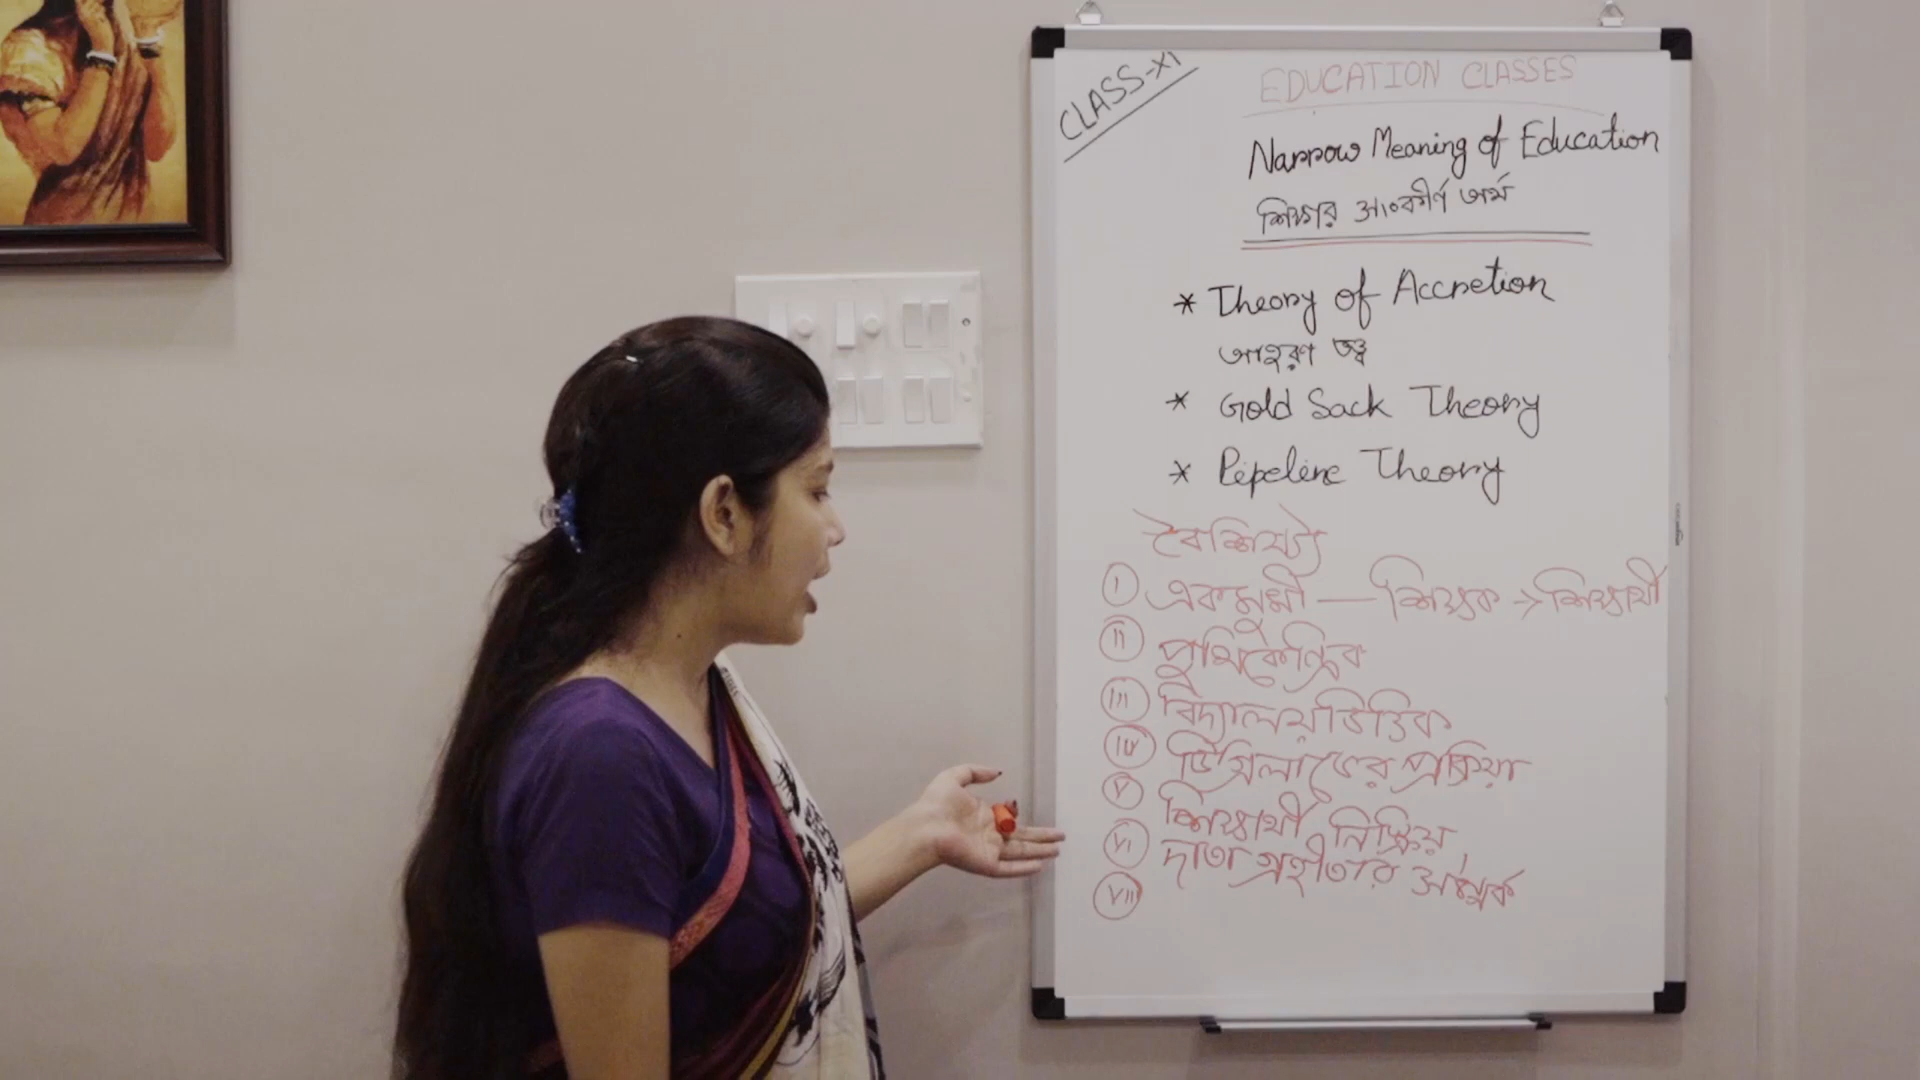 CLASS-XI
EDUCATION CLASSES
Narrow Meaning of Education
শিক্ষার সংকীর্ণ অর্থ
* Theory of Accretion
আহরণ তত্ত্ব
* Gold Sack Theory
* Pipeline Theory
বৈশিষ্ট্য
I একমুখী — শিক্ষক → শিক্ষার্থী
II পুঁথিকেন্দ্রিক
III বিদ্যালয়ভিত্তিক
IV ডিগ্রিলাভের প্রক্রিয়া
V শিক্ষার্থী নিষ্ক্রিয়
VI দাতা গ্রহীতার সম্পর্ক
VII